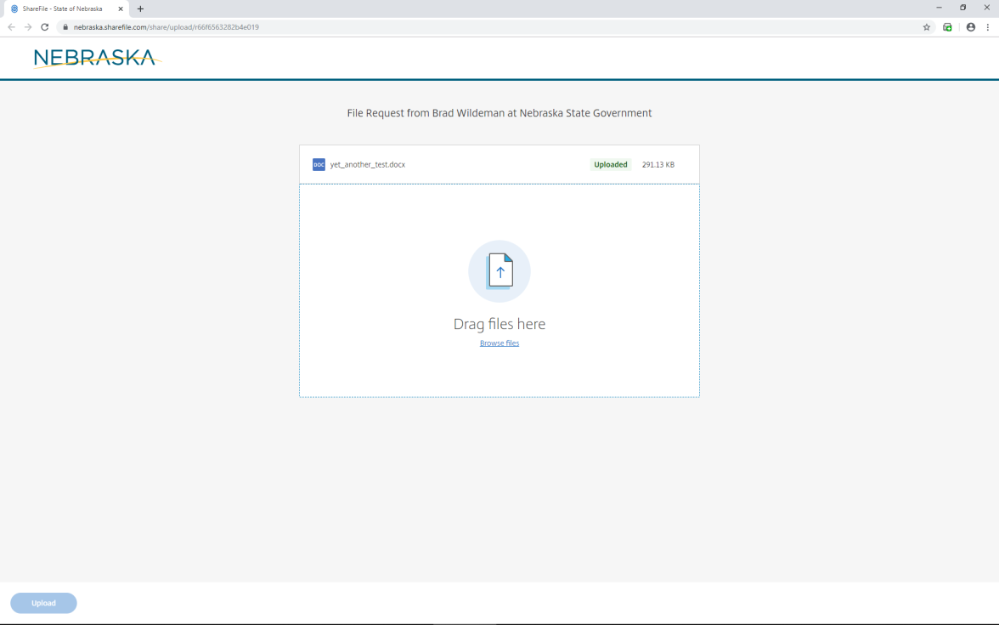 ShareFile - State of Nebraska
nebraska.sharefile.com/share/upload/r66f6563282b4e019
NEBRASKA
File Request from Brad Wildeman at Nebraska State Government
DOC yet_another_test.docx Uploaded 291.13 KB
Drag files here
Browse files
Upload